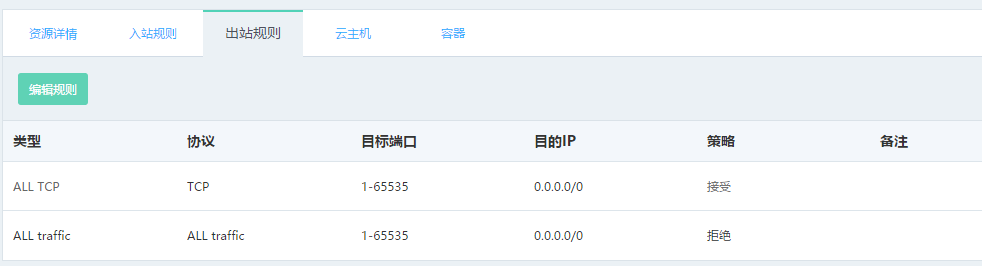 资源详情 入站规则 出站规则 云主机 容器
编辑规则
类型 协议 目标端口 目的IP 策略 备注
ALL TCP TCP 1-65535 0.0.0.0/0 接受
ALL traffic ALL traffic 1-65535 0.0.0.0/0 拒绝